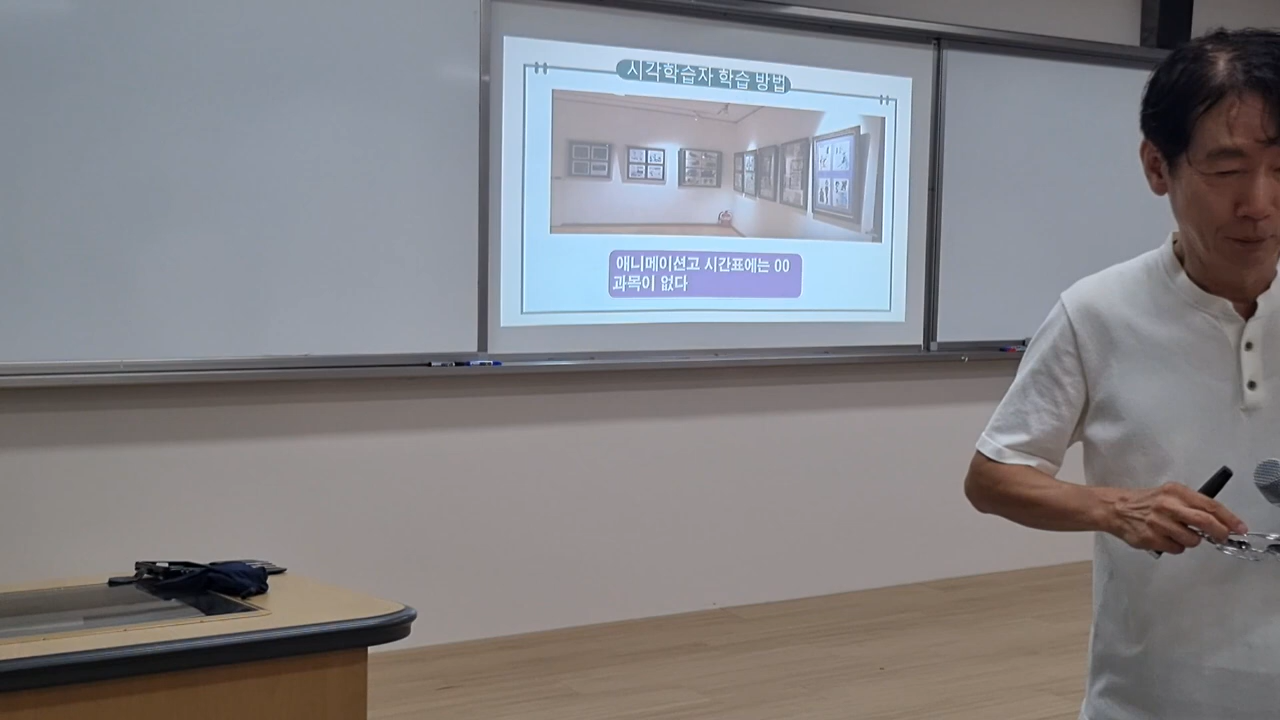 시각학습자 학습 방법
애니메이션고 시간표에는 00
과목이 없다